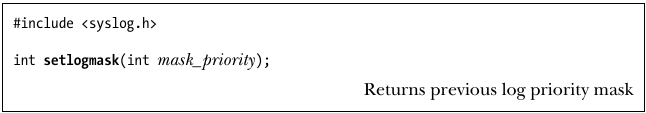 #include <syslog.h>
int setlogmask(int mask_priority);
Returns previous log priority mask